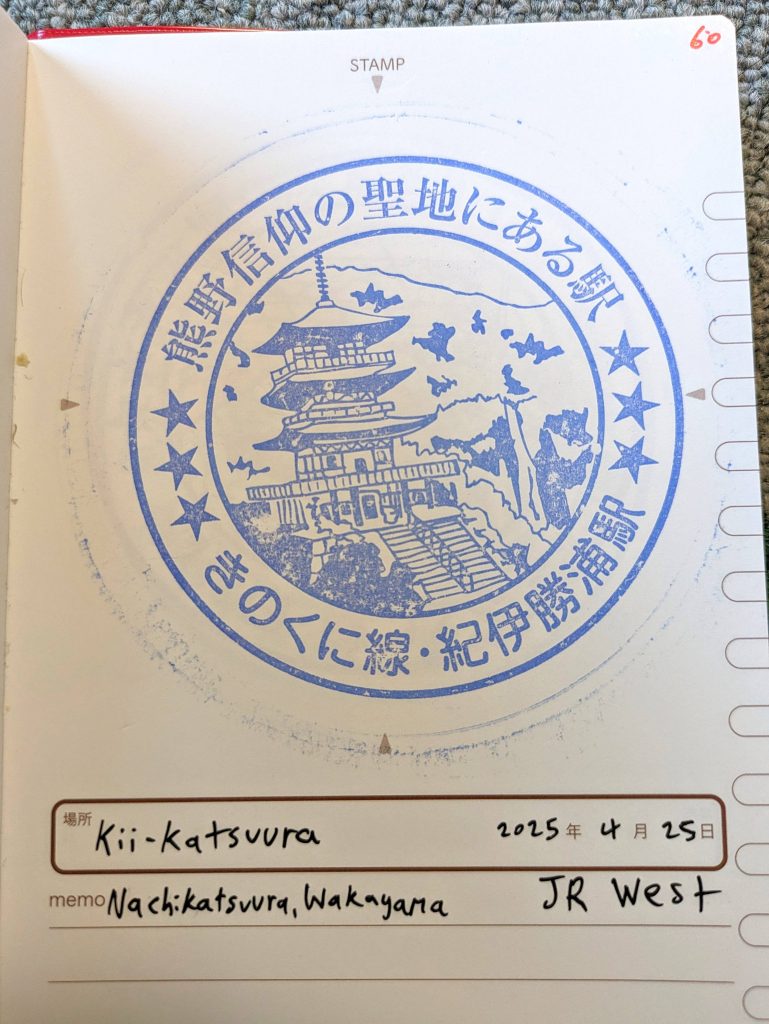 60
STAMP
熊野信仰の聖地にある駅
きのくに線・紀伊勝浦駅
場所 Kii-Katsuura 2025年 4月 25日
memo Nachikatsuura, Wakayama JR West